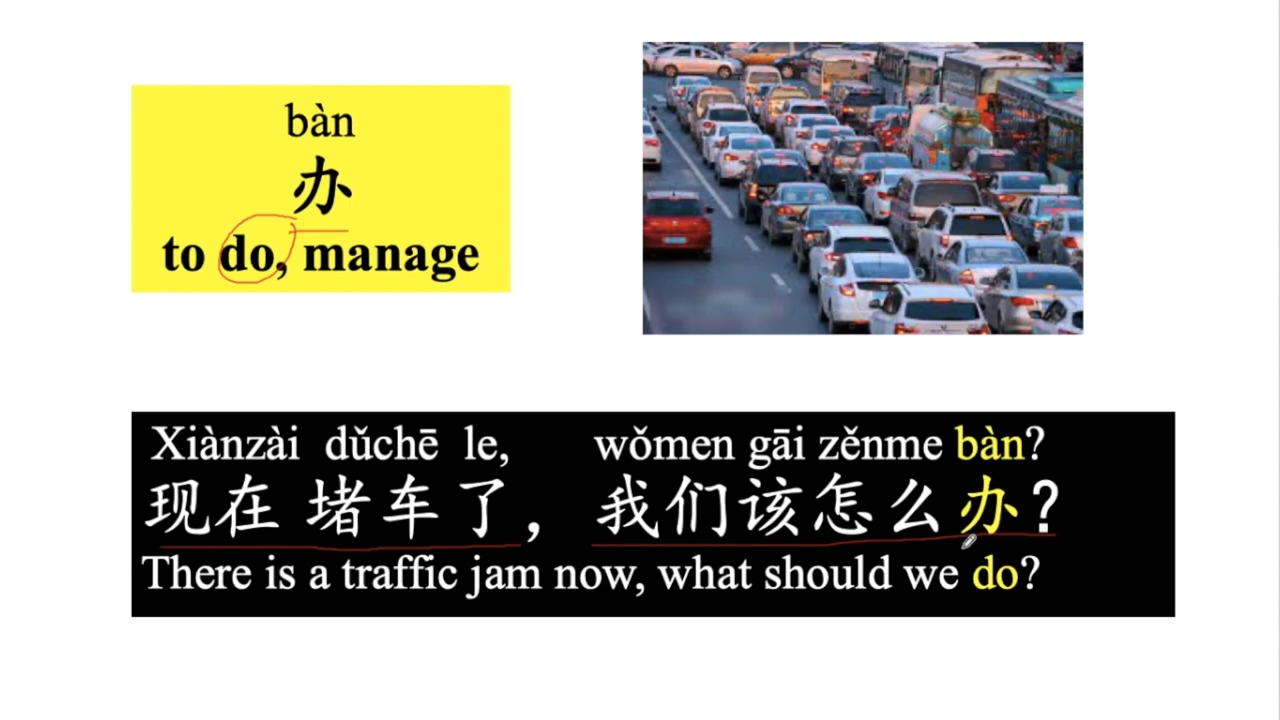 bàn
办
to do, manage
Xiànzài dǔchē le, wǒmen gāi zěnme bàn?
现在 堵车了，我们该怎么办？
There is a traffic jam now, what should we do?